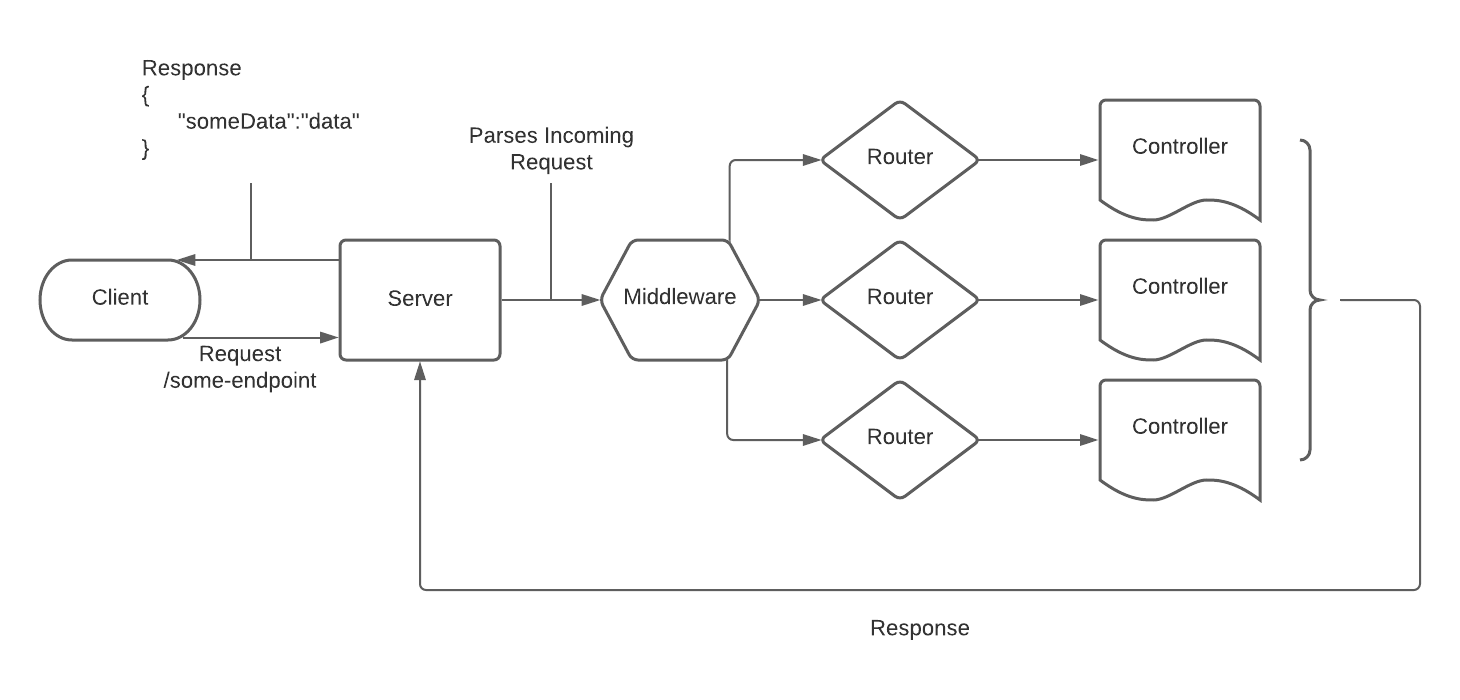 Response
{
"someData":"data"
}
Parses Incoming
Request
Client
Request
/some-endpoint
Server
Middleware
Router
Controller
Router
Controller
Router
Controller
Response